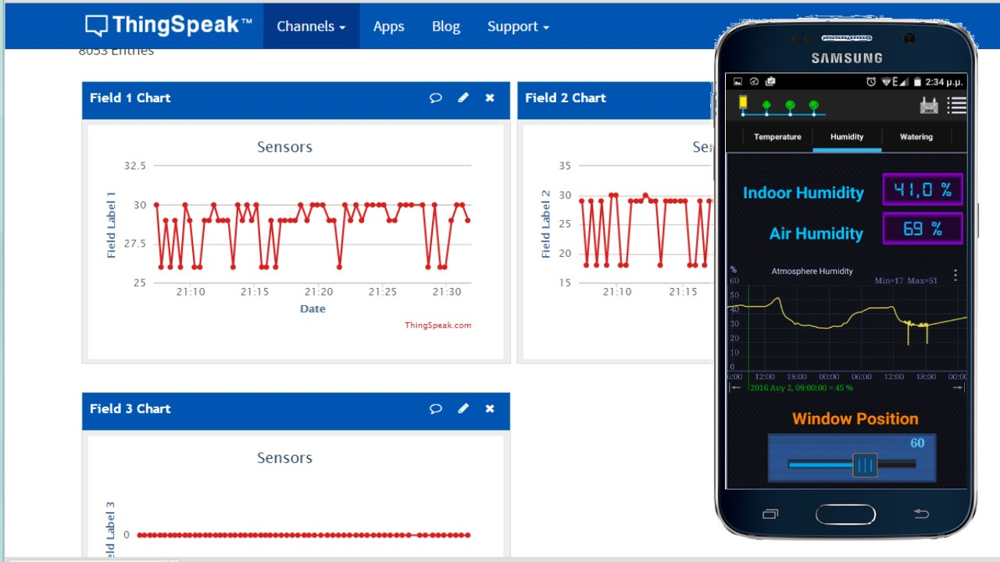 ThingSpeak™
Channels
Apps
Blog
Support
8053 Entries
Field 1 Chart
Sensors
32.5
30
27.5
25
Field Label 1
21:10
21:15
21:20
21:25
21:30
Date
ThingSpeak.com
Field 2 Chart
35
30
25
20
15
Field Label 2
21:10
21:15
Field 3 Chart
Sensors
0
Label 3
SAMSUNG
E
2:34 μ.μ.
Temperature
Humidity
Watering
Indoor Humidity
41,0 %
Air Humidity
69 %
%
Atmosphere Humidity
Min=17 Max=51
60
50
40
30
20
10
0
6:00
12:00
18:00
00:00
06:00
12:00
18:00
00:00
2016 Αυγ 2, 09:00:00 = 45 %
Window Position
60